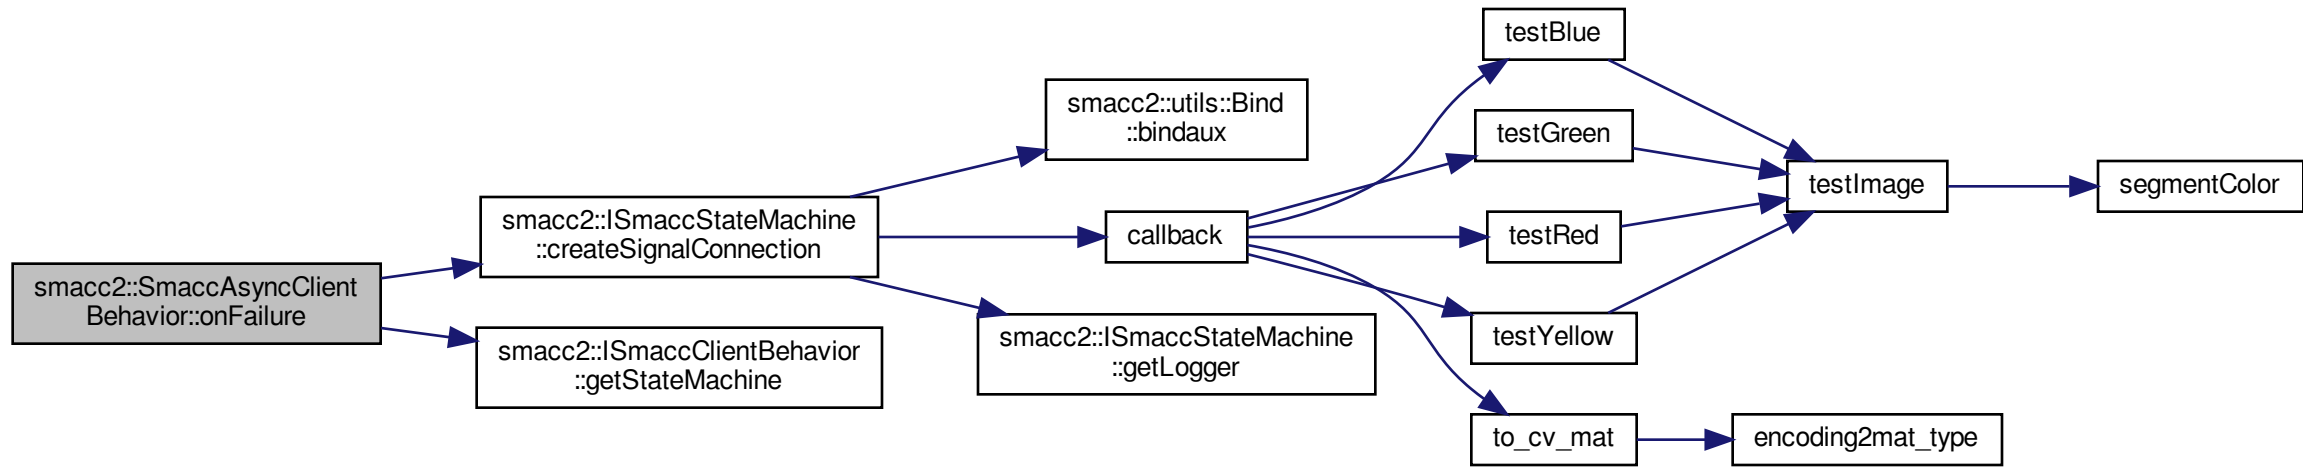 smacc2::SmaccAsyncClient
Behavior::onFailure
smacc2::ISmaccStateMachine
::createSignalConnection
smacc2::ISmaccClientBehavior
::getStateMachine
smacc2::utils::Bind
::bindaux
callback
smacc2::ISmaccStateMachine
::getLogger
testBlue
testGreen
testRed
testYellow
to_cv_mat
testImage
encoding2mat_type
segmentColor